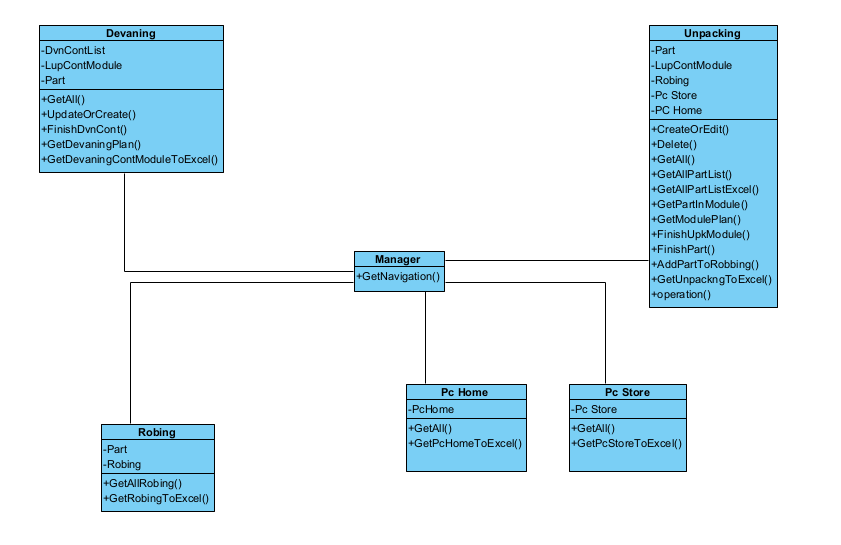 Devaning
-DvnContList
-LupContModule
-Part
+GetAll()
+UpdateOrCreate()
+FinishDvnCont()
+GetDevaningPlan()
+GetDevaningContModuleToExcel()
Unpacking
-Part
-LupContModule
-Robing
-Pc Store
-PC Home
+CreateOrEdit()
+Delete()
+GetAll()
+GetAllPartList()
+GetAllPartListExcel()
+GetPartInModule()
+GetModulePlan()
+FinishUpkModule()
+FinishPart()
+AddPartToRobbing()
+GetUnpackngToExcel()
+operation()
Manager
+GetNavigation()
Robing
-Part
-Robing
+GetAllRobing()
+GetRobingToExcel()
Pc Home
-PcHome
+GetAll()
+GetPcHomeToExcel()
Pc Store
-Pc Store
+GetAll()
+GetPcStoreToExcel()